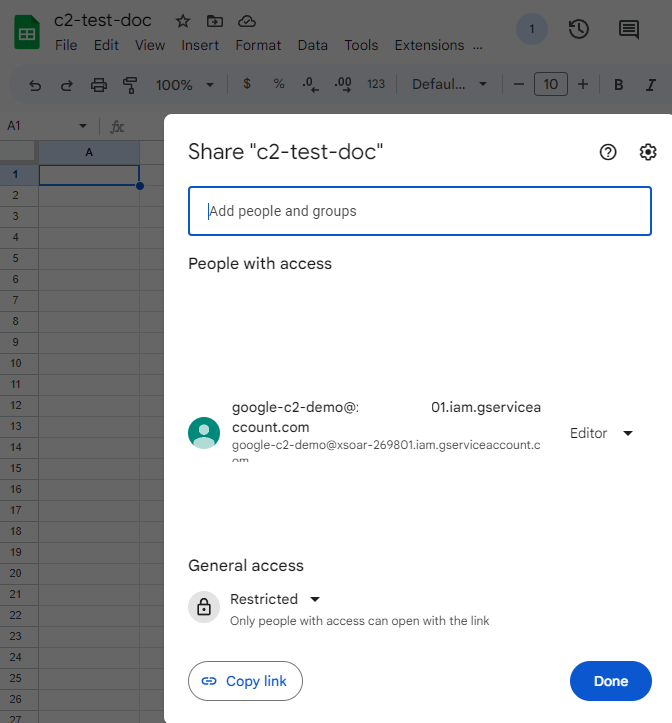 c2-test-doc
File Edit View Insert Format Data Tools Extensions ...
1
100% $ % .0 .00 123 Defaul... − 10 + B I
A1 fx
A
1
2
3
4
5
6
7
8
9
10
11
12
13
14
15
16
17
18
19
20
21
22
23
24
25
26
27
Share "c2-test-doc"
Add people and groups
People with access
google-c2-demo@: 01.iam.gservicea
ccount.com
google-c2-demo@xsoar-269801.iam.gserviceaccount.c
om
Editor
General access
Restricted
Only people with access can open with the link
Copy link
Done